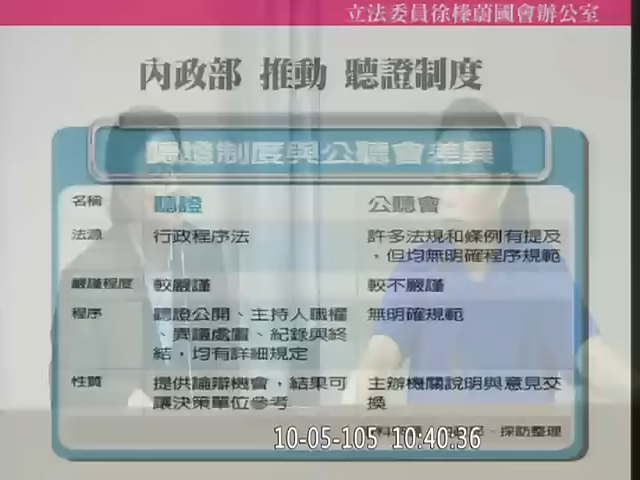 立法委員徐榛蔚國會辦公室
內政部 推動 聽證制度
聽證制度與公聽會差異
名稱 聽證 公聽會
法源 行政程序法 許多法規和條例有提及
，但均無明確程序規範
嚴謹程度 較嚴謹 較不嚴謹
程序 聽證公開、主持人職權 無明確規範
、異議處置、紀錄與終
結，均有詳細規定
性質 提供論辯機會，結果可 主辦機關說明與意見交
讓決策單位參考 換
、採訪整理
10-05-105 10:40:36